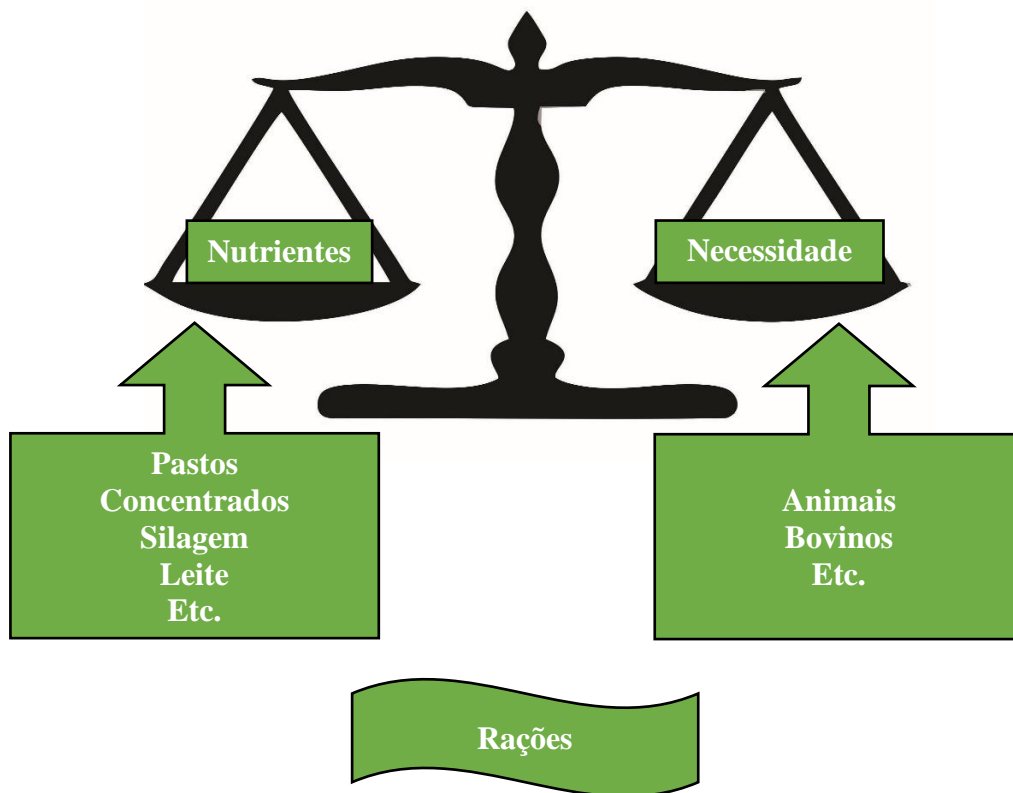 Nutrientes
Necessidade
Pastos
Concentrados
Silagem
Leite
Etc.
Animais
Bovinos
Etc.
Rações